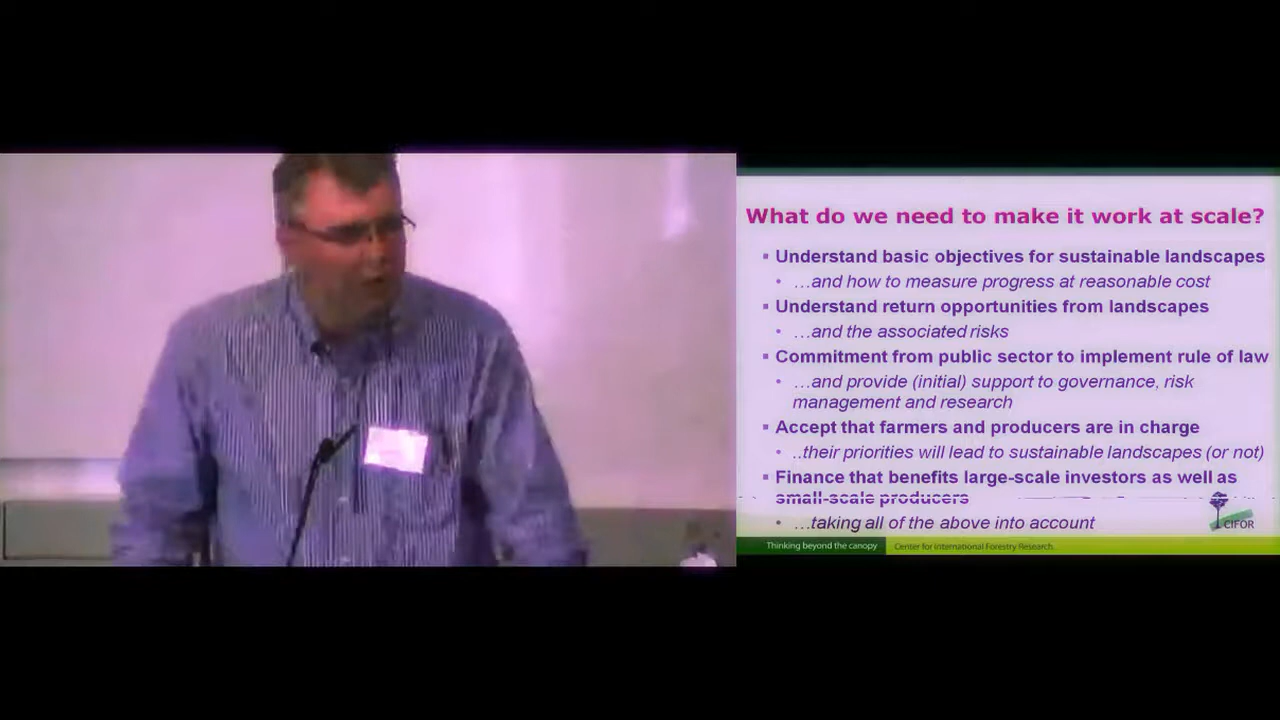 What do we need to make it work at scale?
▪ Understand basic objectives for sustainable landscapes
• …and how to measure progress at reasonable cost
▪ Understand return opportunities from landscapes
• …and the associated risks
▪ Commitment from public sector to implement rule of law
• …and provide (initial) support to governance, risk
management and research
▪ Accept that farmers and producers are in charge
• ..their priorities will lead to sustainable landscapes (or not)
▪ Finance that benefits large-scale investors as well as
small-scale producers
• …taking all of the above into account
CIFOR
Thinking beyond the canopy
Center for International Forestry Research